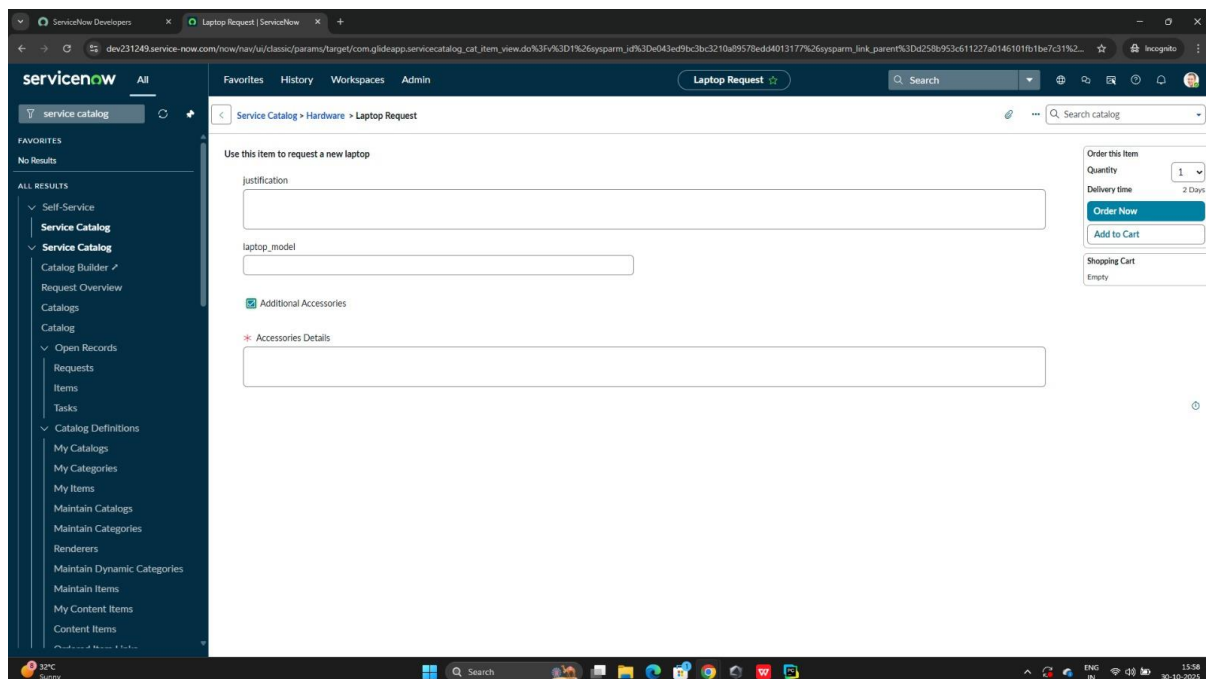 ServiceNow Developers
Laptop Request | ServiceNow
dev231249.service-now.com/now/nav/ui/classic/params/target/com.glideapp.servicecatalog_cat_item_view.do%3Fv%3D1%26sysparm_id%3De043ed9bc3bc3210a89578edd4013177%26sysparm_link_parent%3Dd258b953c611227a0146101fb1be7c31%2...
Incognito
servicenow
All
Favorites History Workspaces Admin
Laptop Request
Search
service catalog
Service Catalog > Hardware > Laptop Request
Search catalog
FAVORITES
No Results
ALL RESULTS
Self-Service
Service Catalog
Service Catalog
Catalog Builder
Request Overview
Catalogs
Catalog
Open Records
Requests
Items
Tasks
Catalog Definitions
My Catalogs
My Categories
My Items
Maintain Catalogs
Maintain Categories
Renderers
Maintain Dynamic Categories
Maintain Items
My Content Items
Content Items
Ordered Item Links
Use this item to request a new laptop
justification
laptop_model
Additional Accessories
* Accessories Details
Order this Item
Quantity 1
Delivery time 2 Days
Order Now
Add to Cart
Shopping Cart
Empty
32°C
Sunny
Search
ENG
IN
15:58
30-10-2025